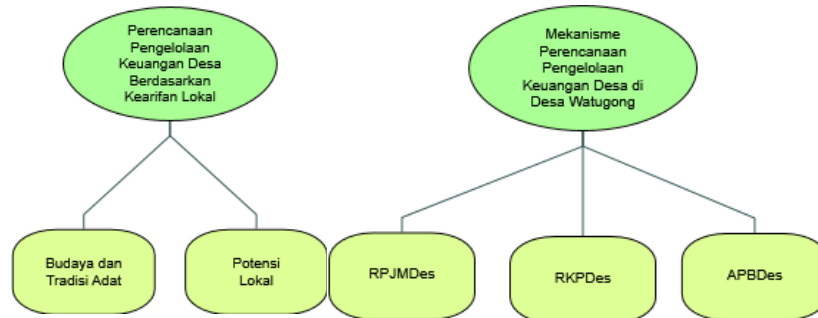 Perencanaan
Pengelolaan
Keuangan Desa
Berdasarkan
Kearifan Lokal
Mekanisme
Perencanaan
Pengelolaan
Keuangan Desa di
Desa Watugong
Budaya dan
Tradisi Adat
Potensi
Lokal
RPJMDes
RKPDes
APBDes